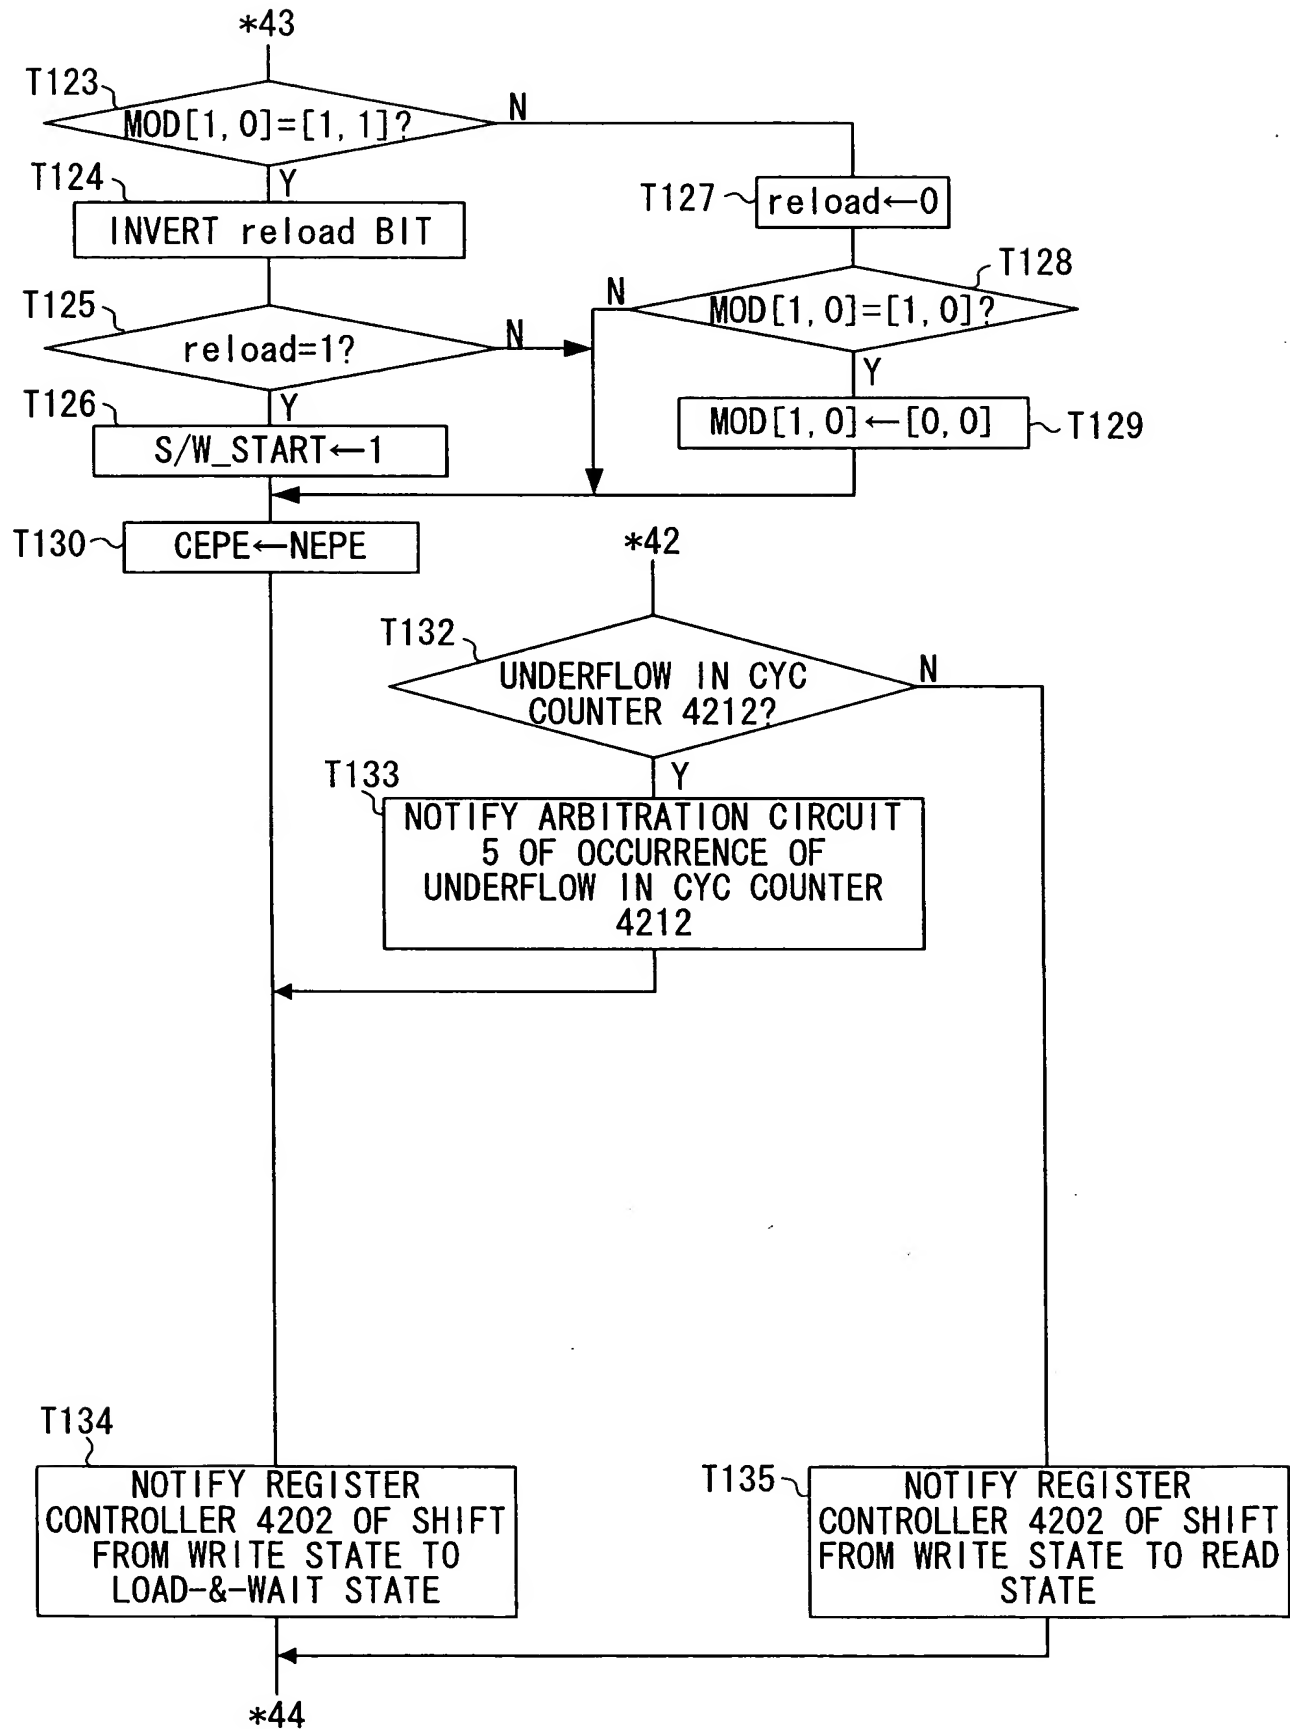 *43
T123
MOD[1,0]=[1,1]?
N
Y
T124
INVERT reload BIT
T127
reload←0
T128
N
MOD[1,0]=[1,0]?
Y
T125
reload=1?
N
Y
T126
S/W_START←1
MOD[1,0]←[0,0]
T129
T130
CEPE←NEPE
*42
T132
UNDERFLOW IN CYC
COUNTER 4212?
N
Y
T133
NOTIFY ARBITRATION CIRCUIT
5 OF OCCURRENCE OF
UNDERFLOW IN CYC COUNTER
4212
T134
NOTIFY REGISTER
CONTROLLER 4202 OF SHIFT
FROM WRITE STATE TO
LOAD-&-WAIT STATE
T135
NOTIFY REGISTER
CONTROLLER 4202 OF SHIFT
FROM WRITE STATE TO READ
STATE
*44